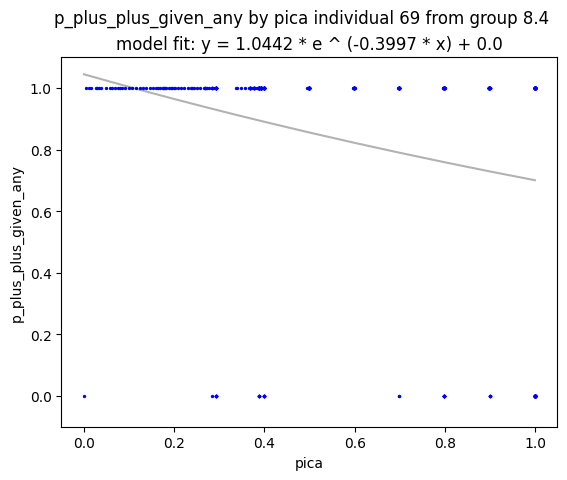 p_plus_plus_given_any by pica individual 69 from group 8.4
model fit: y = 1.0442 * e ^ (-0.3997 * x) + 0.0
1.0
0.8
0.6
0.4
0.2
0.0
p_plus_plus_given_any
0.0 0.2 0.4 0.6 0.8 1.0
pica